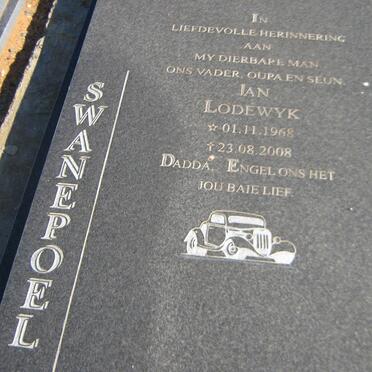 SWANEPOEL
IN
LIEFDEVOLLE HERINNERING
AAN
MY DIERBARE MAN
ONS VADER, OUPA EN SEUN.
JAN
LODEWYK
☆ 01.11.1968
† 23.08.2008
DADDA, ENGEL ONS HET
JOU BAIE LIEF.